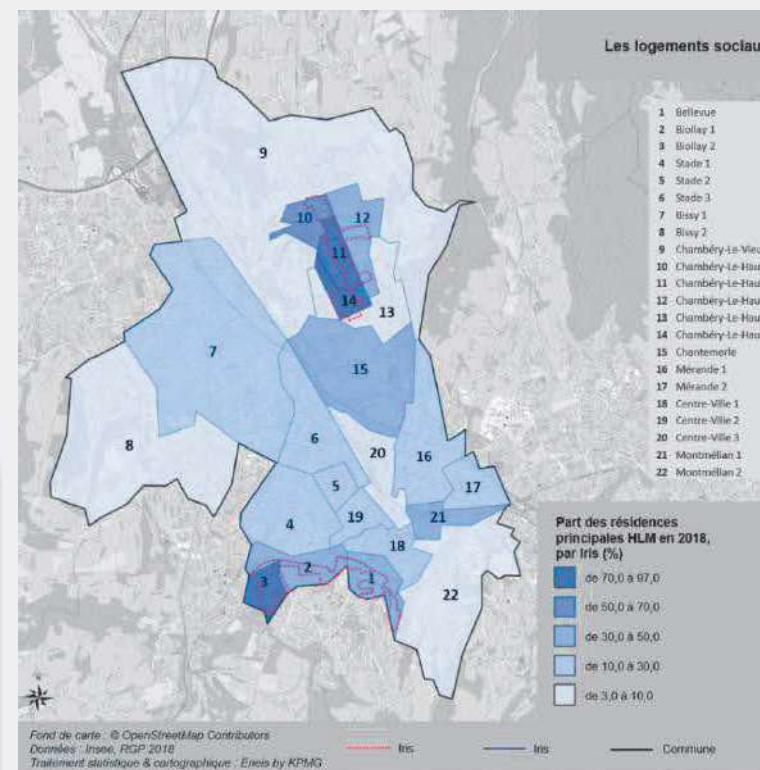 Les logements sociau
1 Bellevue
2 Biollay 1
3 Biollay 2
4 Stade 1
5 Stade 2
6 Stade 3
7 Bissy 1
8 Bissy 2
9 Chambéry-Le-Vieu
10 Chambéry-Le-Hau
11 Chambéry-Le-Hau
12 Chambéry-Le-Hau
13 Chambéry-Le-Hau
14 Chambéry-Le-Hau
15 Chantemerle
16 Mérande 1
17 Mérande 2
18 Centre-Ville 1
19 Centre-Ville 2
20 Centre-Ville 3
21 Montmélian 1
22 Montmélian 2
9
10
12
11
14
13
15
7
8
6
20
16
5
17
4
19
21
18
2
3
1
22
Part des résidences
principales HLM en 2018,
par Iris (%)
de 70,0 à 97,0
de 50,0 à 70,0
de 30,0 à 50,0
de 10,0 à 30,0
de 3,0 à 10,0
Fond de carte : © OpenStreetMap Contributors
Données : Insee, RGP 2018
Traitement statistique & cartographique : Eneis by KPMG
Iris
Iris
Commune